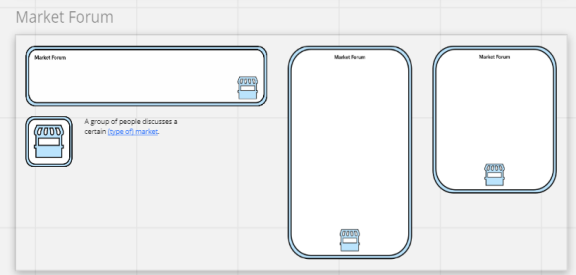 Market Forum
Market Forum
Market Forum
Market Forum
A group of people discusses a
certain (type of) market.